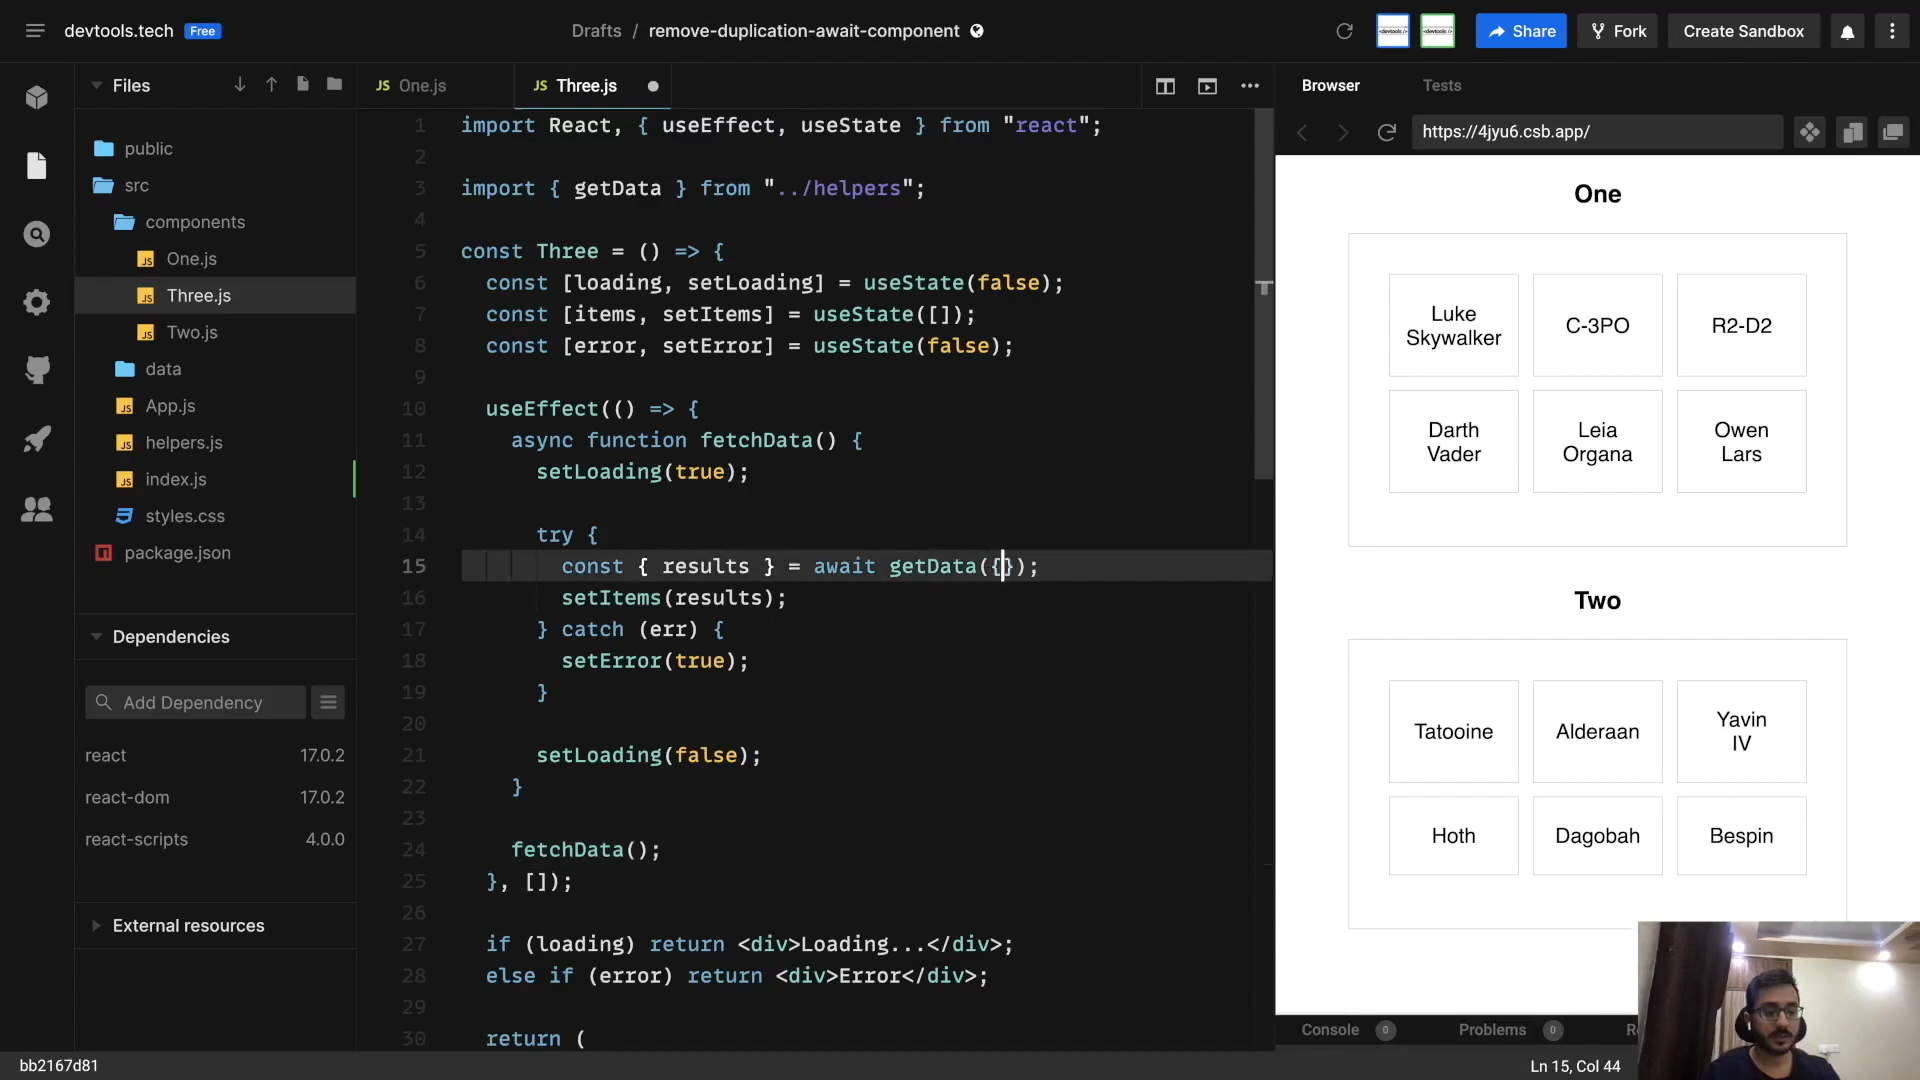 devtools.tech Free
Drafts / remove-duplication-await-component
<devtools />
<devtools />
Share
Fork
Create Sandbox
Files
public
src
components
One.js
Three.js
Two.js
data
App.js
helpers.js
index.js
styles.css
package.json
Dependencies
Add Dependency
react 17.0.2
react-dom 17.0.2
react-scripts 4.0.0
External resources
bb2167d81
JS One.js
JS Three.js
1 import React, { useEffect, useState } from "react";
2
3 import { getData } from "../helpers";
4
5 const Three = () => {
6 const [loading, setLoading] = useState(false);
7 const [items, setItems] = useState([]);
8 const [error, setError] = useState(false);
9
10 useEffect(() => {
11 async function fetchData() {
12 setLoading(true);
13
14 try {
15 const { results } = await getData({});
16 setItems(results);
17 } catch (err) {
18 setError(true);
19 }
20
21 setLoading(false);
22 }
23
24 fetchData();
25 }, []);
26
27 if (loading) return <div>Loading...</div>;
28 else if (error) return <div>Error</div>;
29
30 return (
Browser
Tests
https://4jyu6.csb.app/
One
Luke
Skywalker
C-3PO
R2-D2
Darth
Vader
Leia
Organa
Owen
Lars
Two
Tatooine
Alderaan
Yavin
IV
Hoth
Dagobah
Bespin
Console 0
Problems 0
Ln 15, Col 44